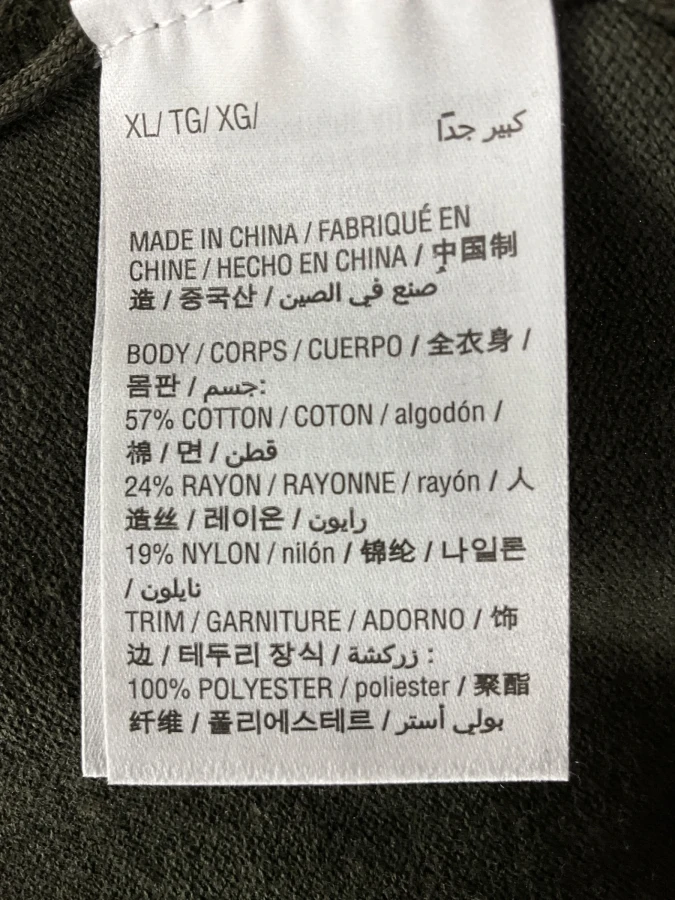 XL/ TG/ XG/ كبير جدًا
MADE IN CHINA / FABRIQUÉ EN
CHINE / HECHO EN CHINA / 中国制
造 / 중국산 / صُنع في الصين
BODY / CORPS / CUERPO / 全衣身 /
몸판 / جسم:
57% COTTON / COTON / algodón /
棉 / 면 / قطن
24% RAYON / RAYONNE / rayón / 人
造丝 / 레이온 / رايون
19% NYLON / nilón / 锦纶 / 나일론
/ نايلون
TRIM / GARNITURE / ADORNO / 饰
边 / 테두리 장식 / زركشة :
100% POLYESTER / poliester / 聚酯
纤维 / 폴리에스테르 / بولي أستر